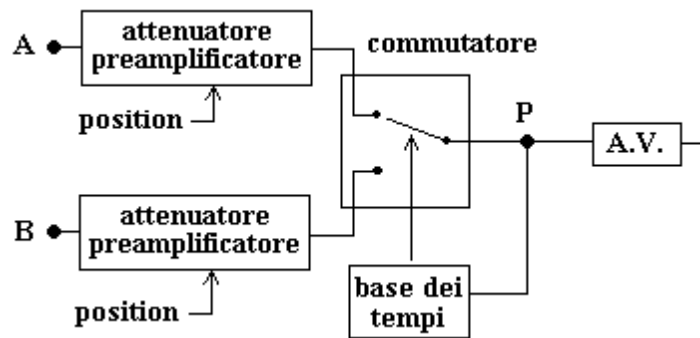 A
attenuatore
preamplificatore
commutatore
position
P
A.V.
B
attenuatore
preamplificatore
position
base dei
tempi